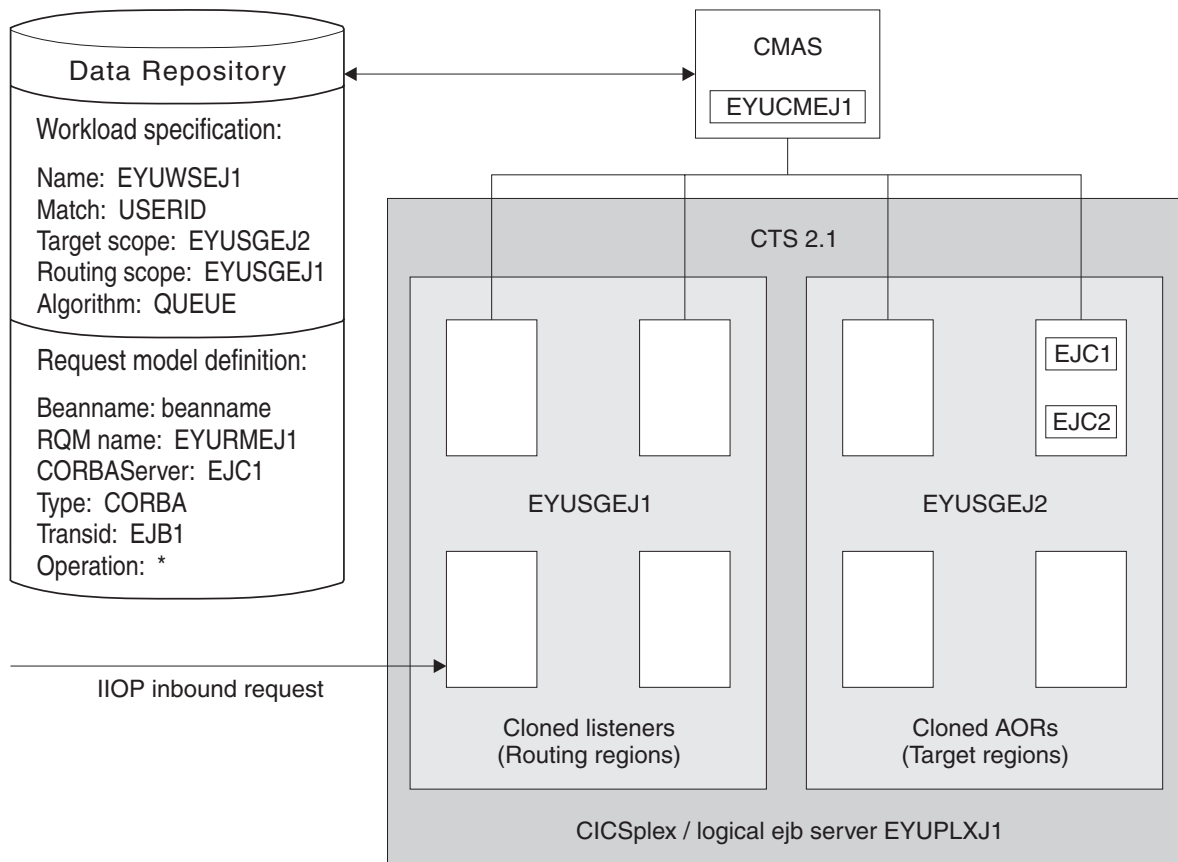 Data Repository
Workload specification:
Name: EYUWSEJ1
Match: USERID
Target scope: EYUSGEJ2
Routing scope: EYUSGEJ1
Algorithm: QUEUE
Request model definition:
Beanname: beanname
RQM name: EYURMEJ1
CORBAServer: EJC1
Type: CORBA
Transid: EJB1
Operation: *
IIOP inbound request
CMAS
EYUCMEJ1
CTS 2.1
EYUSGEJ1
Cloned listeners
(Routing regions)
EJC1
EJC2
EYUSGEJ2
Cloned AORs
(Target regions)
CICSplex / logical ejb server EYUPLXJ1